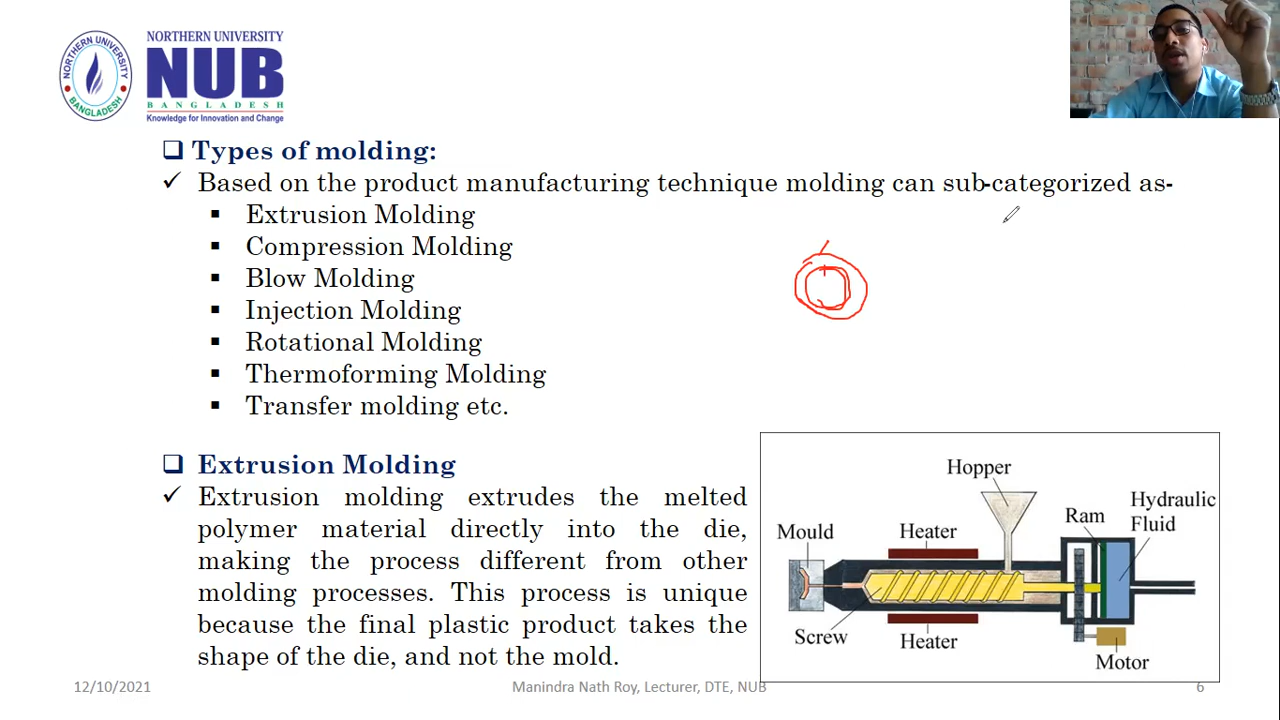 NORTHERN UNIVERSITY
NUB
BANGLADESH
Knowledge for Innovation and Change
NORTHERN UNIVERSITY
BANGLADESH
Types of molding:
Based on the product manufacturing technique molding can sub-categorized as-
Extrusion Molding
Compression Molding
Blow Molding
Injection Molding
Rotational Molding
Thermoforming Molding
Transfer molding etc.
Extrusion Molding
Extrusion molding extrudes the melted
polymer material directly into the die,
making the process different from other
molding processes. This process is unique
because the final plastic product takes the
shape of the die, and not the mold.
Hopper
Hydraulic
Fluid
Ram
Heater
Mould
Screw
Heater
Motor
12/10/2021
Manindra Nath Roy, Lecturer, DTE, NUB
6